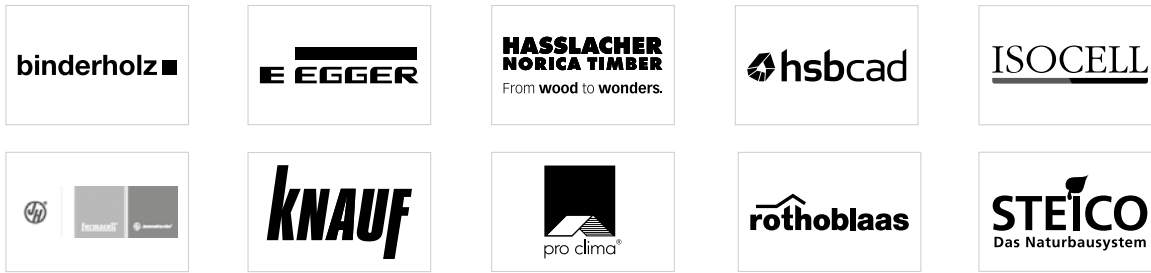 binderholz
E EGGER
HASSLACHER
NORICA TIMBER
From wood to wonders.
hsbcad
ISOCELL
JH
fermacell®
KNAUF
pro clima®
rothoblaas
STEICO
Das Naturbausystem